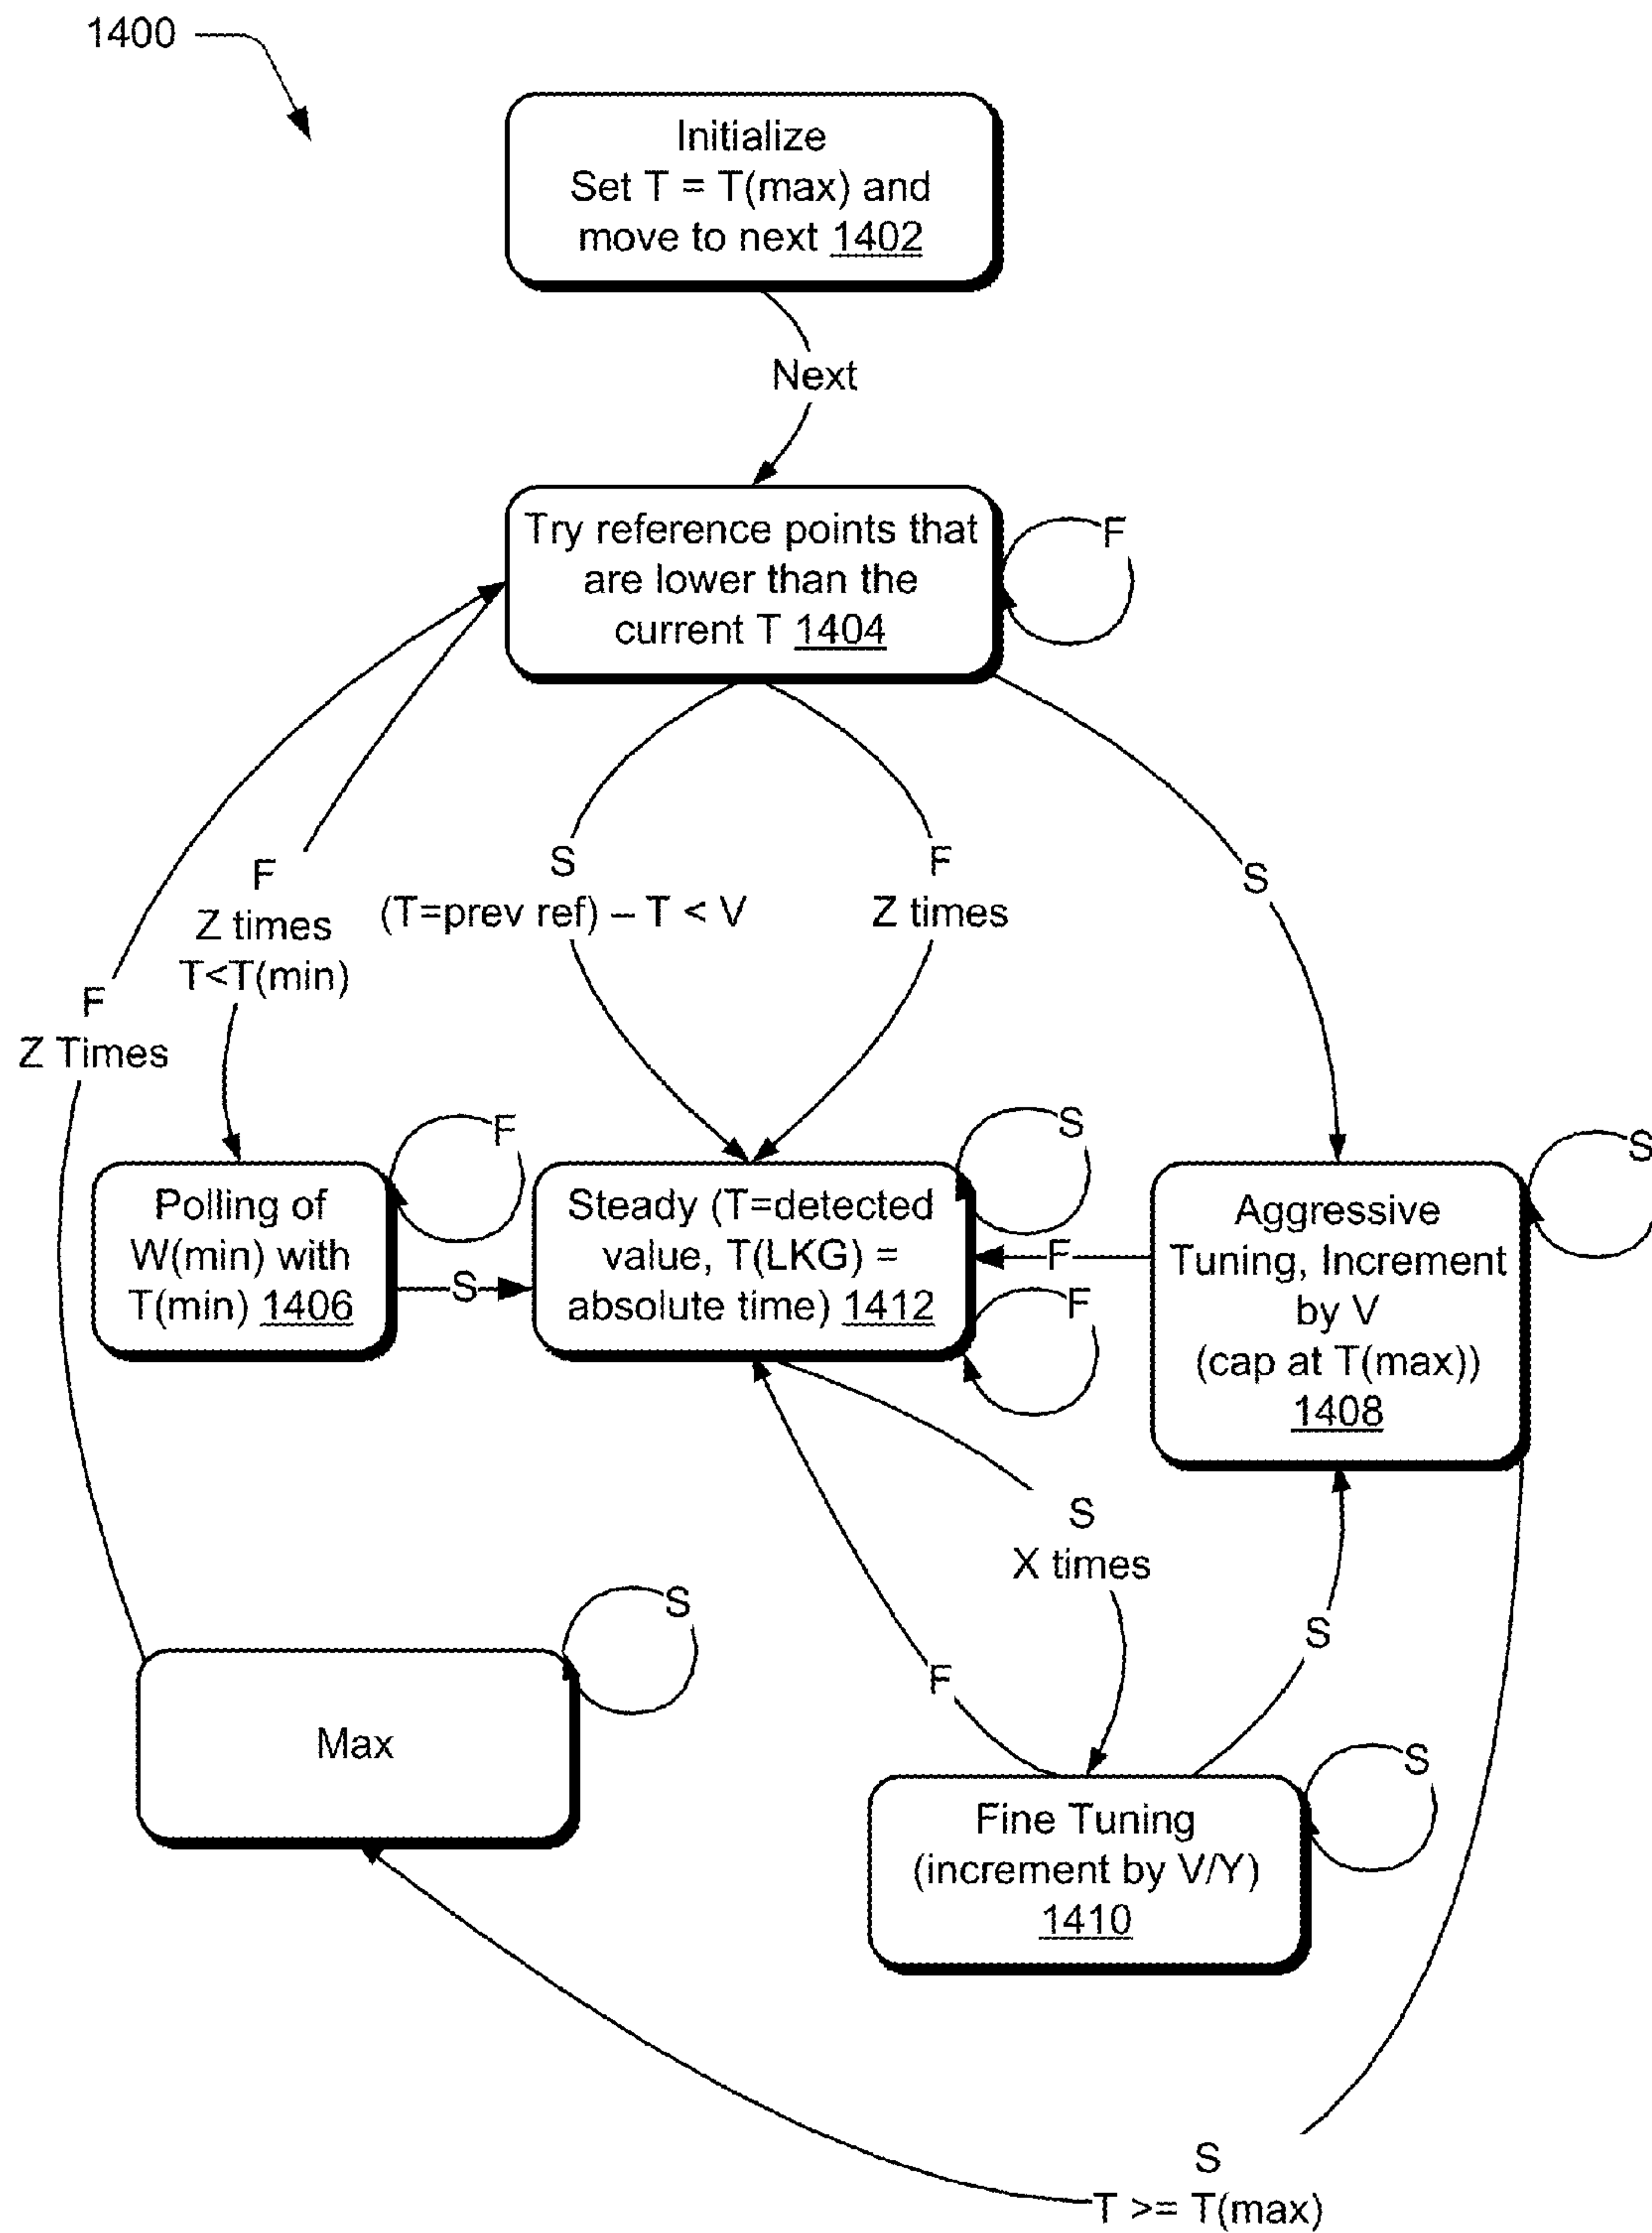 1400
Initialize
Set T = T(max) and
move to next 1402
Next
Try reference points that
are lower than the
current T 1404
F
S
(T=prev ref) – T < V
F
Z times
S
F
Z times
T<T(min)
F
Z Times
Polling of
W(min) with
T(min) 1406
F
S
Steady (T=detected
value, T(LKG) =
absolute time) 1412
S
F
F
Aggressive
Tuning, Increment
by V
(cap at T(max))
1408
S
S
X times
F
S
Max
S
Fine Tuning
(increment by V/Y)
1410
S
S
T >= T(max)